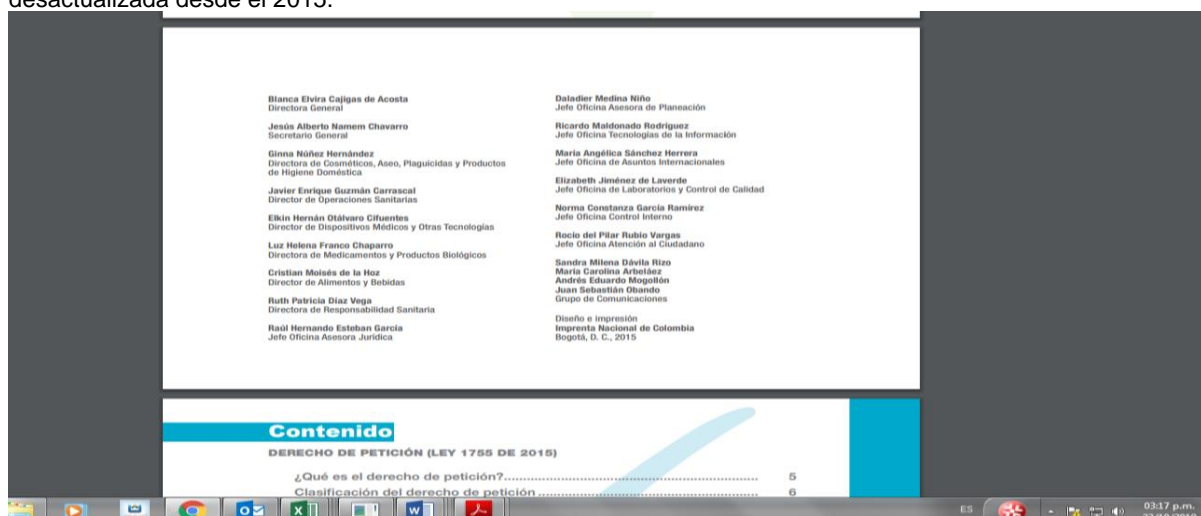 desactualizada desde el 2015.
Blanca Elvira Cajigas de Acosta
Directora General
Jesús Alberto Namem Chavarro
Secretario General
Ginna Núñez Hernández
Directora de Cosméticos, Aseo, Plaguicidas y Productos
de Higiene Doméstica
Javier Enrique Guzmán Carrascal
Director de Operaciones Sanitarias
Elkin Hernán Otálvaro Cifuentes
Director de Dispositivos Médicos y Otras Tecnologías
Luz Helena Franco Chaparro
Directora de Medicamentos y Productos Biológicos
Cristian Moisés de la Hoz
Director de Alimentos y Bebidas
Ruth Patricia Díaz Vega
Directora de Responsabilidad Sanitaria
Raúl Hernando Esteban García
Jefe Oficina Asesora Jurídica
Daladier Medina Niño
Jefe Oficina Asesora de Planeación
Ricardo Maldonado Rodríguez
Jefe Oficina Tecnologías de la Información
María Angélica Sánchez Herrera
Jefe Oficina de Asuntos Internacionales
Elizabeth Jiménez de Laverde
Jefe Oficina de Laboratorios y Control de Calidad
Norma Constanza García Ramírez
Jefe Oficina Control Interno
Rocío del Pilar Rubio Vargas
Jefe Oficina Atención al Ciudadano
Sandra Milena Dávila Rizo
María Carolina Arbeláez
Andrés Eduardo Mogollón
Juan Sebastián Obando
Grupo de Comunicaciones
Diseño e impresión
Imprenta Nacional de Colombia
Bogotá, D. C., 2015
Contenido
DERECHO DE PETICIÓN (LEY 1755 DE 2015)
¿Qué es el derecho de petición?.......... 5
Clasificación del derecho de petición .......... 6
ES
03:17 p.m.